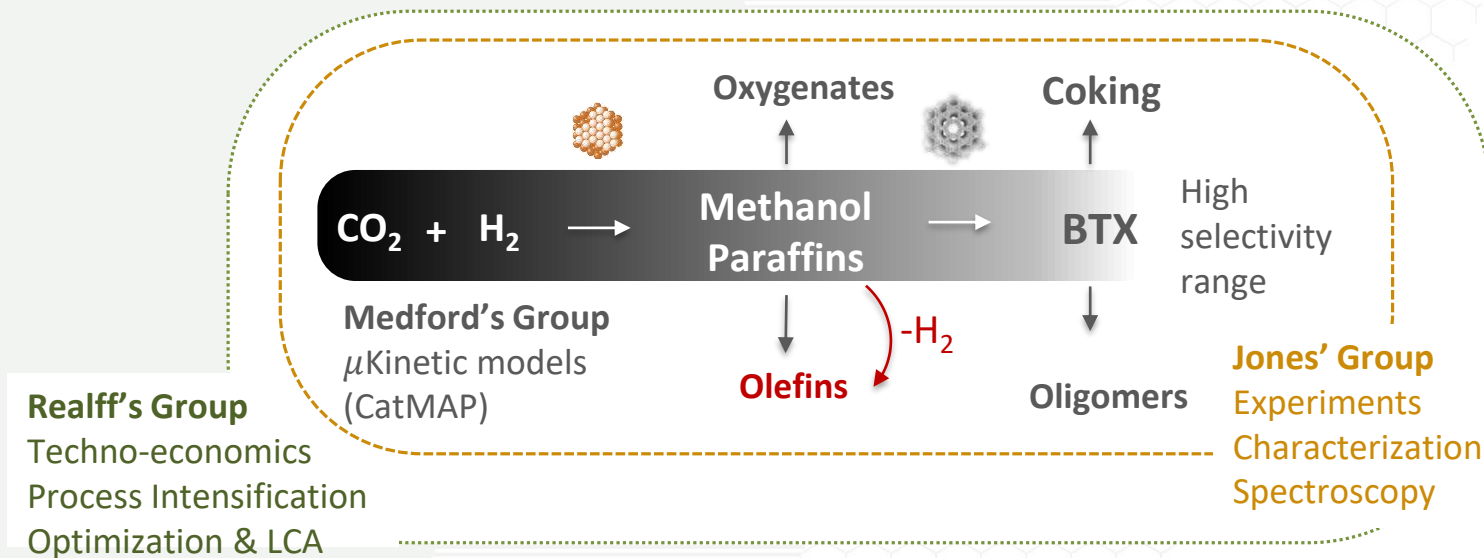 Oxygenates
Coking
CO₂ + H₂
Methanol
Paraffins
BTX
High
selectivity
range
Medford's Group
𝜇Kinetic models
(CatMAP)
-H₂
Olefins
Oligomers
Jones' Group
Experiments
Characterization
Spectroscopy
Realff's Group
Techno-economics
Process Intensification
Optimization & LCA